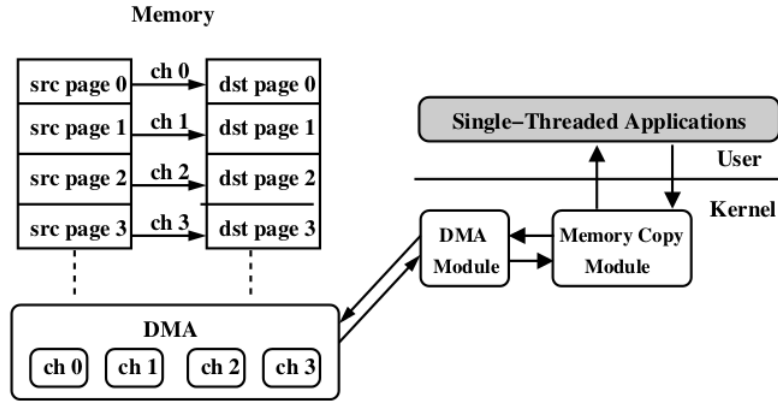 Memory
src page 0
ch 0
dst page 0
src page 1
ch 1
dst page 1
src page 2
ch 2
dst page 2
src page 3
ch 3
dst page 3
Single-Threaded Applications
User
Kernel
DMA
Module
Memory Copy
Module
DMA
ch 0
ch 1
ch 2
ch 3